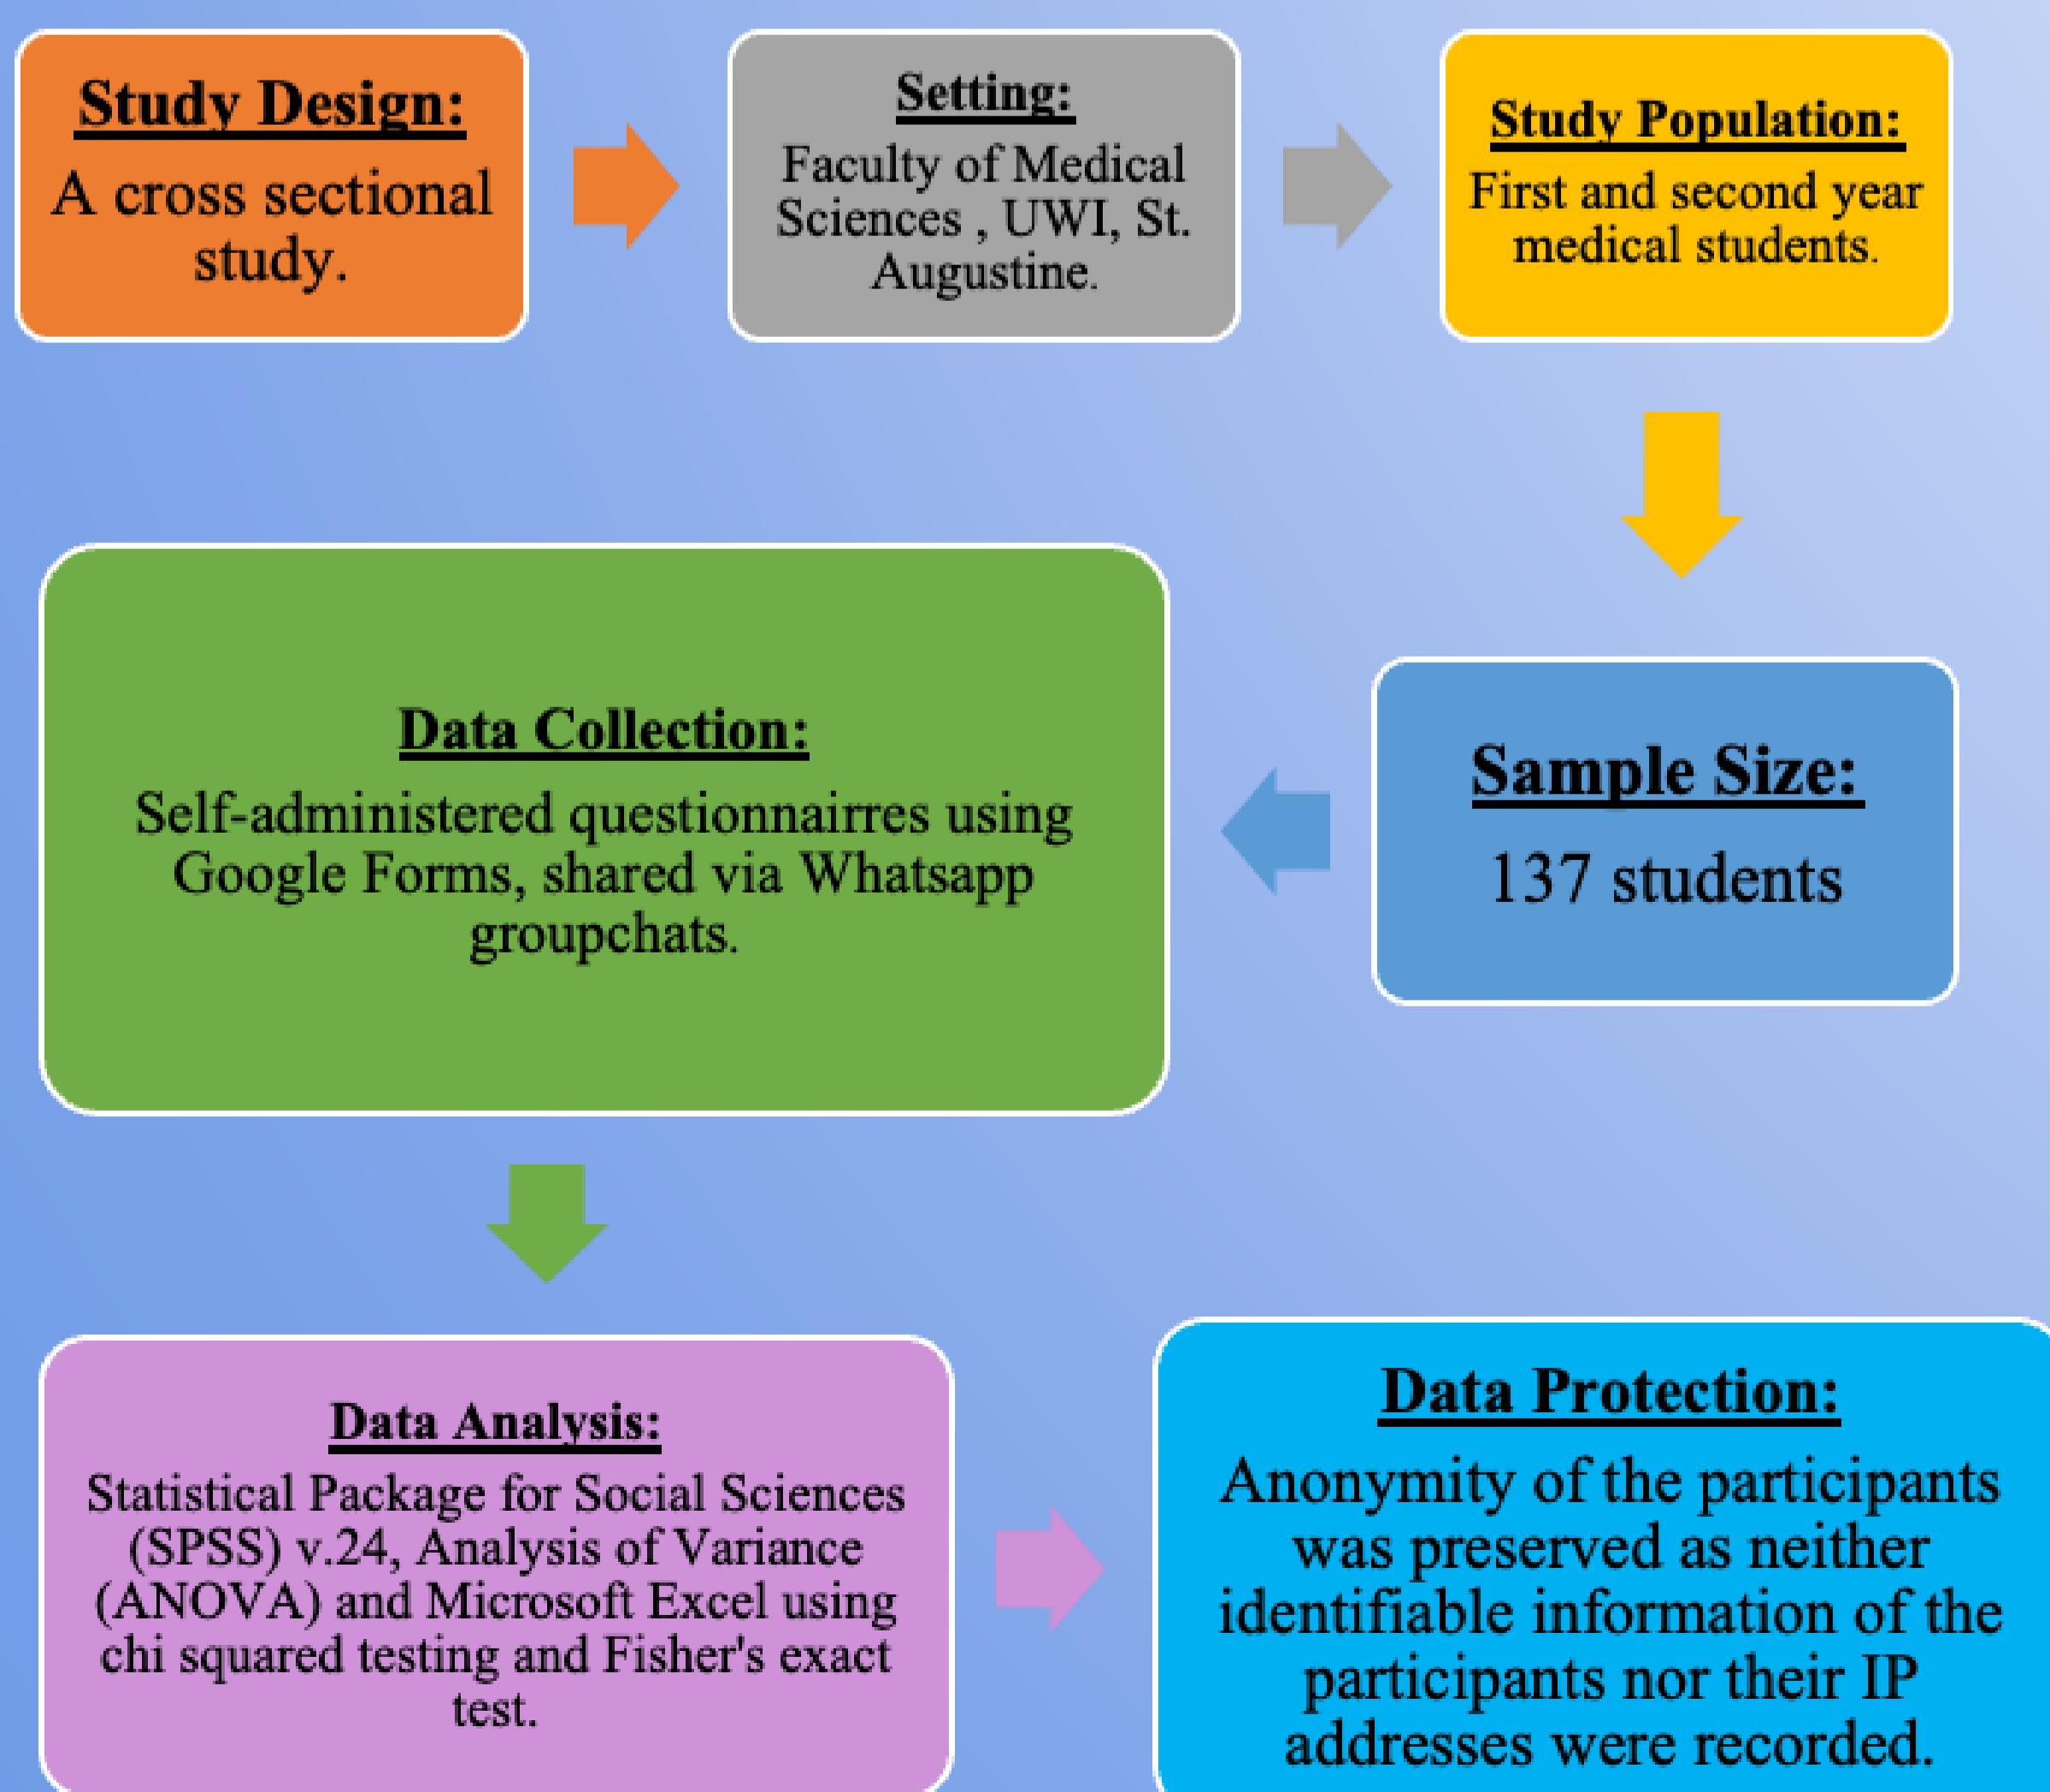 Study Design:
A cross sectional
study.
Setting:
Faculty of Medical
Sciences , UWI, St.
Augustine.
Study Population:
First and second year
medical students.
Sample Size:
137 students
Data Collection:
Self-administered questionnairres using
Google Forms, shared via Whatsapp
groupchats.
Data Analysis:
Statistical Package for Social Sciences
(SPSS) v.24, Analysis of Variance
(ANOVA) and Microsoft Excel using
chi squared testing and Fisher's exact
test.
Data Protection:
Anonymity of the participants
was preserved as neither
identifiable information of the
participants nor their IP
addresses were recorded.